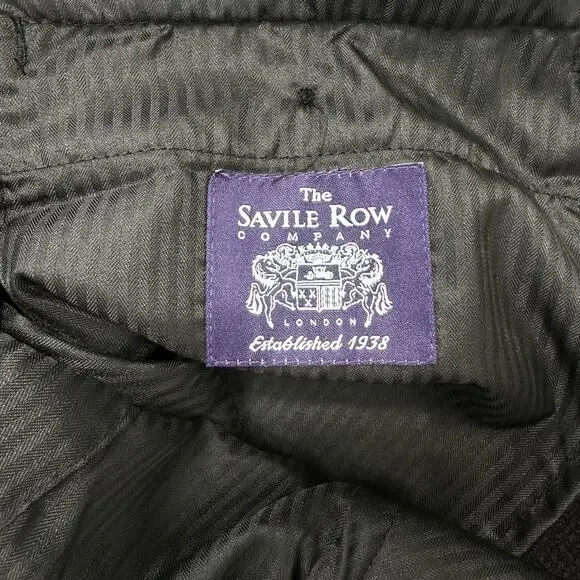 The
SAVILE ROW
COMPANY
LONDON
Established 1938